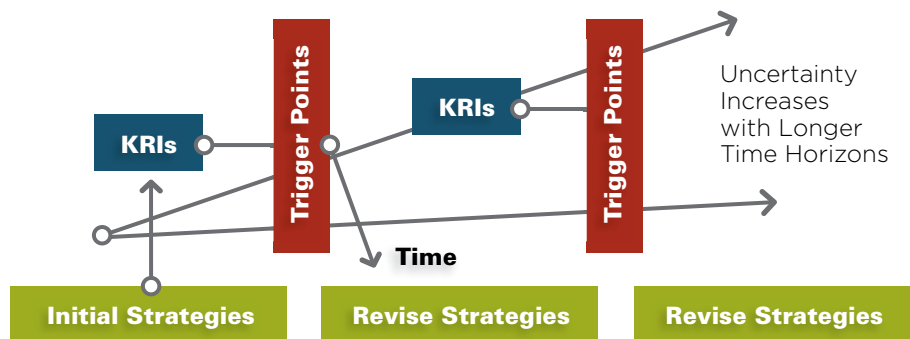 KRIs
Trigger Points
KRIs
Trigger Points
Uncertainty
Increases
with Longer
Time Horizons
Time
Initial Strategies
Revise Strategies
Revise Strategies